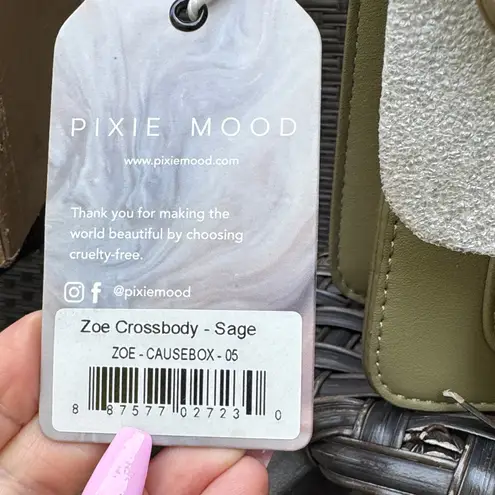 PIXIE MOOD
www.pixiemood.com
Thank you for making the
world beautiful by choosing
cruelty-free.
@pixiemood
Zoe Crossbody - Sage
ZOE - CAUSEBOX - 05
8 87577 02723 0